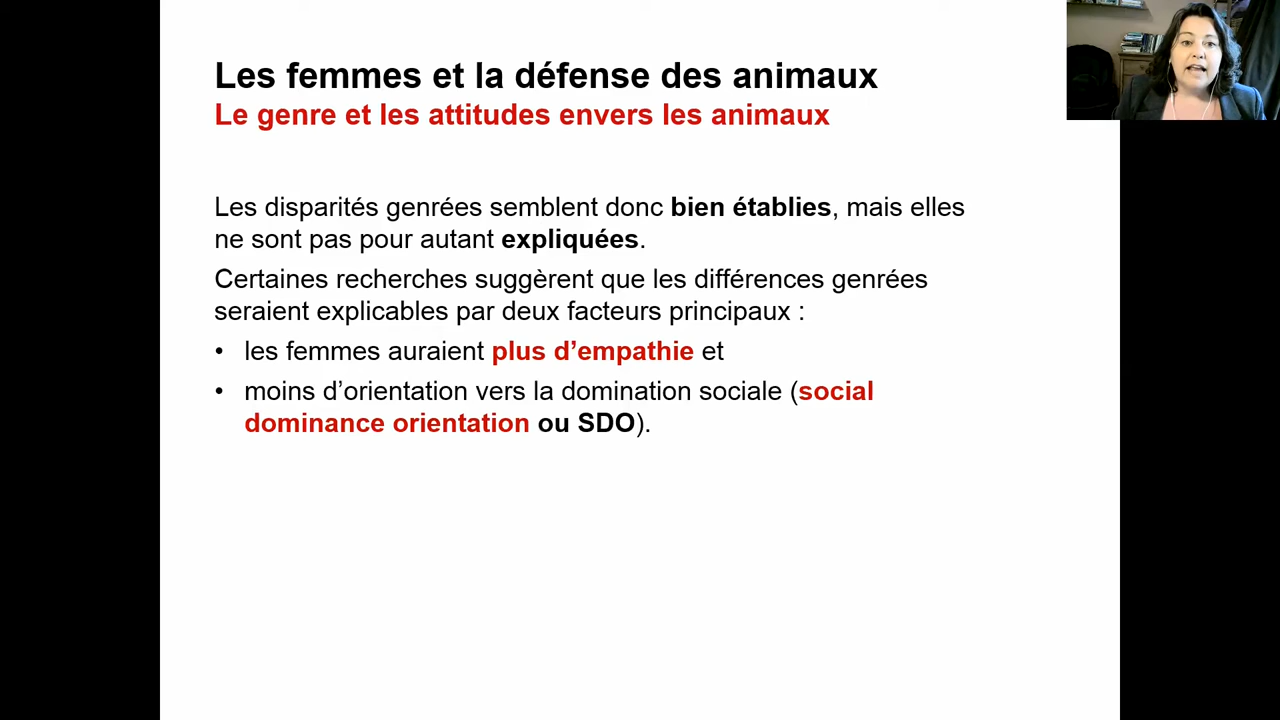 Les femmes et la défense des animaux
Le genre et les attitudes envers les animaux
Les disparités genrées semblent donc bien établies, mais elles
ne sont pas pour autant expliquées.
Certaines recherches suggèrent que les différences genrées
seraient explicables par deux facteurs principaux :
• les femmes auraient plus d’empathie et
• moins d’orientation vers la domination sociale (social
dominance orientation ou SDO).